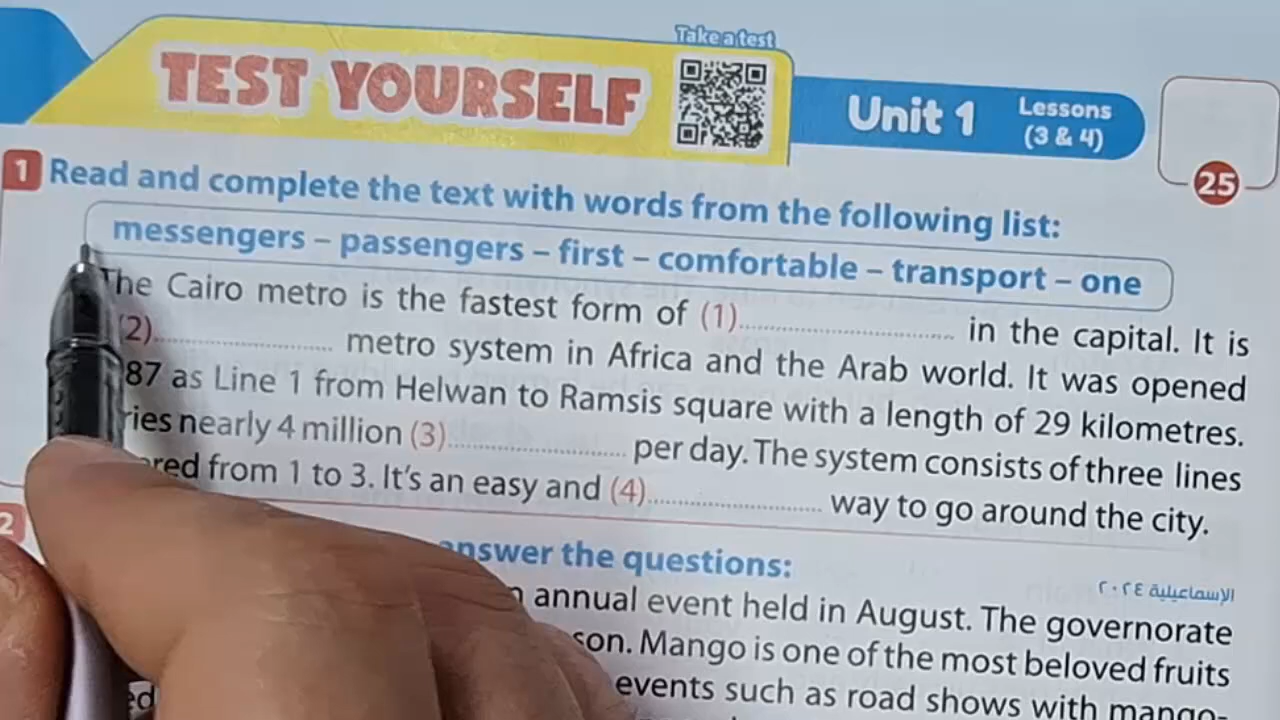 Take a test
TEST YOURSELF
Unit 1
Lessons
(3 & 4)
25
1 Read and complete the text with words from the following list:
messengers – passengers – first – comfortable – transport – one
The Cairo metro is the fastest form of (1).................... in the capital. It is
(2).................... metro system in Africa and the Arab world. It was opened
87 as Line 1 from Helwan to Ramsis square with a length of 29 kilometres.
ries nearly 4 million (3).................... per day. The system consists of three lines
red from 1 to 3. It's an easy and (4).................... way to go around the city.
2 answer the questions:
الإسماعيلية ٢٠٢٤
annual event held in August. The governorate
son. Mango is one of the most beloved fruits
ed events such as road shows with mango-